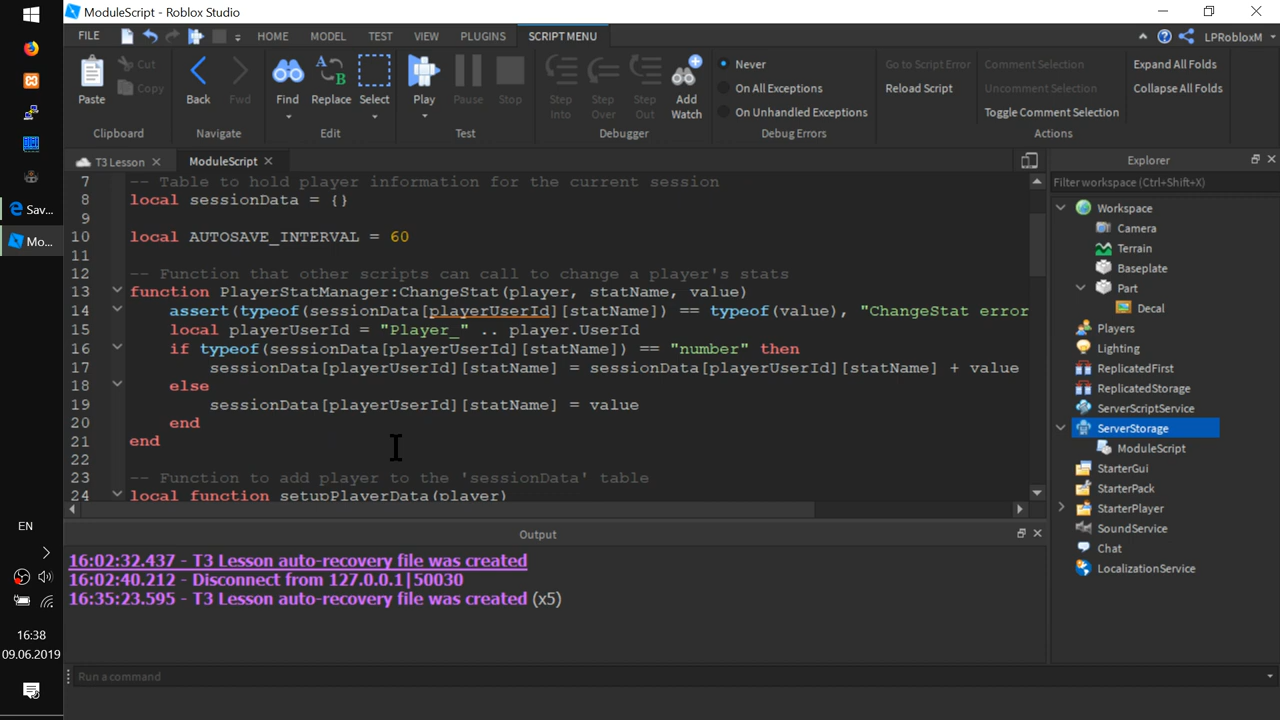 ModuleScript - Roblox Studio
FILE HOME MODEL TEST VIEW PLUGINS SCRIPT MENU LPRobloxM
Paste Cut Copy Clipboard
Back Fwd Navigate
Find Replace Select Edit
Play Pause Stop Test
Step Into Step Over Step Out Add Watch Debugger
Never
On All Exceptions
On Unhandled Exceptions
Debug Errors
Go to Script Error
Reload Script
Comment Selection
Uncomment Selection
Toggle Comment Selection
Expand All Folds
Collapse All Folds
Actions
T3 Lesson
ModuleScript
7 -- Table to hold player information for the current session
8 local sessionData = {}
9
10 local AUTOSAVE_INTERVAL = 60
11
12 -- Function that other scripts can call to change a player's stats
13 function PlayerStatManager:ChangeStat(player, statName, value)
14 assert(typeof(sessionData[playerUserId][statName]) == typeof(value), "ChangeStat error
15 local playerUserId = "Player_" .. player.UserId
16 if typeof(sessionData[playerUserId][statName]) == "number" then
17 sessionData[playerUserId][statName] = sessionData[playerUserId][statName] + value
18 else
19 sessionData[playerUserId][statName] = value
20 end
21 end
22
23 -- Function to add player to the 'sessionData' table
24 local function setupPlayerData(player)
Output
16:02:32.437 - T3 Lesson auto-recovery file was created
16:02:40.212 - Disconnect from 127.0.0.1|50030
16:35:23.595 - T3 Lesson auto-recovery file was created (x5)
Run a command
Explorer
Filter workspace (Ctrl+Shift+X)
Workspace
Camera
Terrain
Baseplate
Part
Decal
Players
Lighting
ReplicatedFirst
ReplicatedStorage
ServerScriptService
ServerStorage
ModuleScript
StarterGui
StarterPack
StarterPlayer
SoundService
Chat
LocalizationService
Sav...
Mo...
EN
16:38
09.06.2019